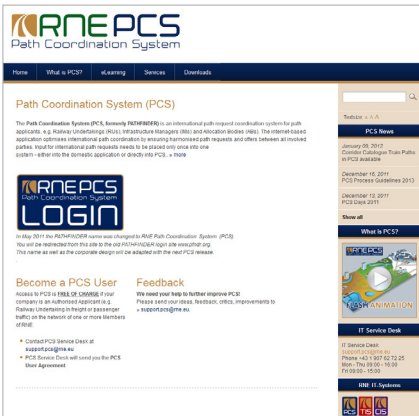 RNEPCS
Path Coordination System
Home What is PCS? eLearning Services Downloads
Path Coordination System (PCS)
The Path Coordination System (PCS, formerly PATHFINDER) is an international path request coordination system for path
applicants, e.g. Railway Undertakings (RUs), Infrastructure Managers (IMs) and Allocation Bodies (ABs). The internet-based
application optimises international path coordination by ensuring harmonised path requests and offers between all involved
parties. Input for international path requests needs to be placed only once into one
system - either into the domestic application or directly into PCS. » more
RNEPCS
Path Coordination System
LOGIN
In May 2011 the PATHFINDER name was changed to RNE Path Coordination System (PCS).
You will be redirected from this site to the old PATHFINDER login site www.pfndr.org.
This name as well as the corporate design will be adapted with the next PCS release.
Become a PCS User
Access to PCS is FREE OF CHARGE if your
company is an Authorised Applicant (e.g.
Railway Undertaking in freight or passenger
traffic) on the network of one or more Members
of RNE.
Contact PCS Service Desk at
support.pcs@rne.eu.
PCS Service Desk will send you the PCS
User Agreement
Feedback
We need your help to further improve PCS!
Please send your ideas, feedback, critics, improvements to
» support.pcs@rne.eu.
Textsize A A A
PCS News
January 09, 2012
Corridor Catalogue Train Paths
in PCS available
December 16, 2011
PCS Process Guidelines 2013
December 13, 2011
PCS Days 2011
Show all
What is PCS?
RNEPCS
FLASH ANIMATION
IT Service Desk
IT Service Desk
support.pcs@rne.eu
Phone +43 1 907 62 72 25
Mon - Thu 09:00 - 16:00
Fri 09:00 - 15:00
RNE IT-Systems
PCS TIS CIS